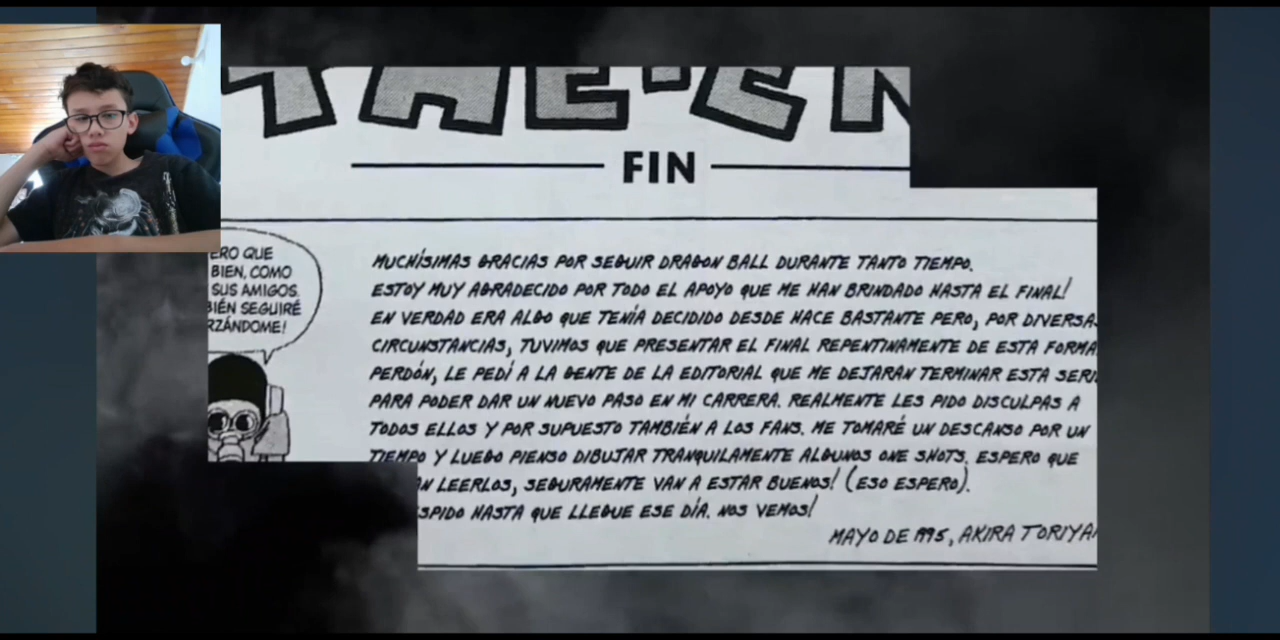 THE·EN
FIN
ERO QUE
BIEN, COMO
SUS AMIGOS.
BIÉN SEGUIRÉ
RZÁNDOME!
MUCHÍSIMAS GRACIAS POR SEGUIR DRAGON BALL DURANTE TANTO TIEMPO.
ESTOY MUY AGRADECIDO POR TODO EL APOYO QUE ME HAN BRINDADO HASTA EL FINAL!
EN VERDAD ERA ALGO QUE TENÍA DECIDIDO DESDE HACE BASTANTE PERO, POR DIVERSA
CIRCUNSTANCIAS, TUVIMOS QUE PRESENTAR EL FINAL REPENTINAMENTE DE ESTA FORMA
PERDÓN, LE PEDÍ A LA GENTE DE LA EDITORIAL QUE ME DEJARAN TERMINAR ESTA SERI
PARA PODER DAR UN NUEVO PASO EN MI CARRERA. REALMENTE LES PIDO DISCULPAS A
TODOS ELLOS Y POR SUPUESTO TAMBIÉN A LOS FANS. ME TOMARÉ UN DESCANSO POR UN
TIEMPO Y LUEGO PIENSO DIBUJAR TRANQUILAMENTE ALGUNOS ONE SHOTS. ESPERO QUE
AN LEERLOS, SEGURAMENTE VAN A ESTAR BUENOS! (ESO ESPERO).
SPIDO HASTA QUE LLEGUE ESE DÍA. NOS VEMOS!
MAYO DE 1995, AKIRA TORIYA